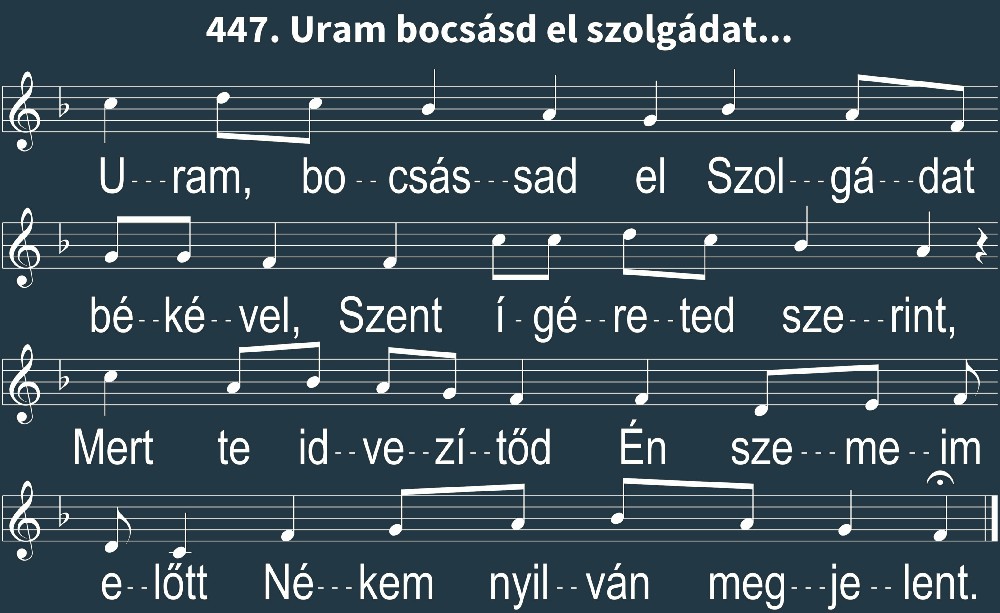 447. Uram bocsásd el szolgádat...
U---ram, bo--csás---sad el Szol---gá---dat
bé--ké--vel, Szent í-gé--re--ted sze---rint,
Mert te id--ve--zí--tőd Én sze---me--im
e--lőtt Né--kem nyil--ván meg---je--lent.